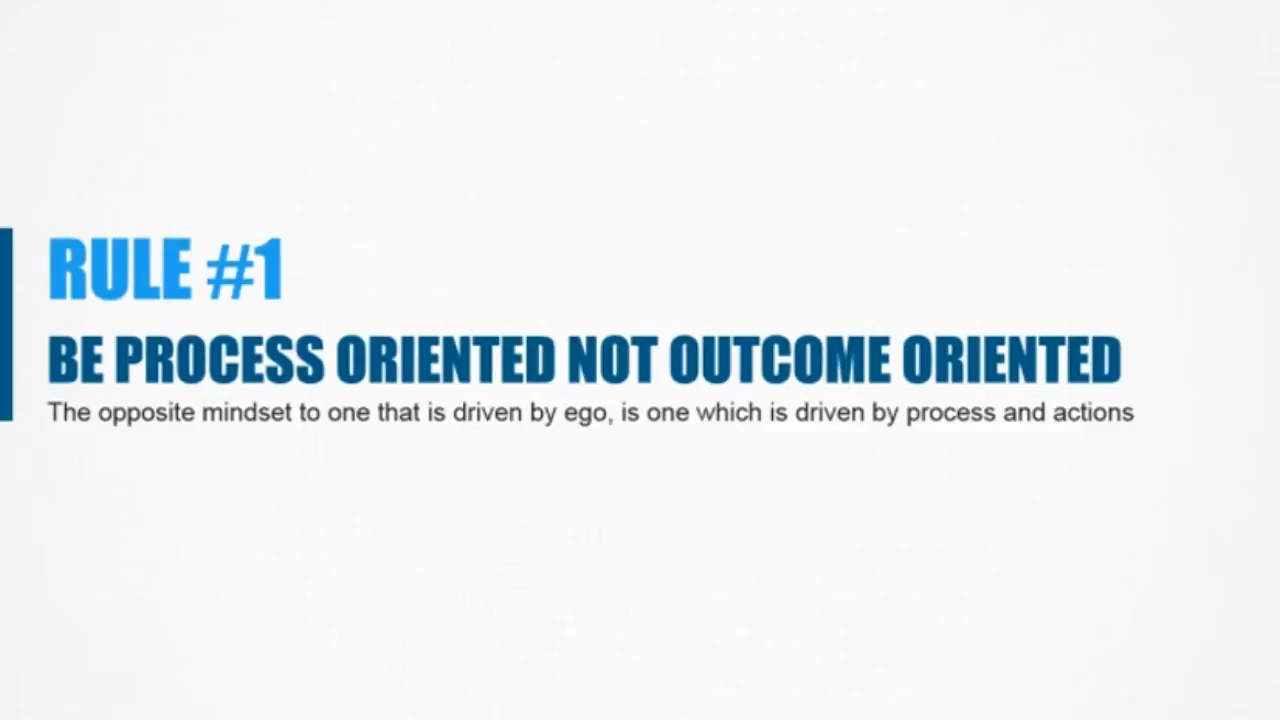 RULE #1
BE PROCESS ORIENTED NOT OUTCOME ORIENTED
The opposite mindset to one that is driven by ego, is one which is driven by process and actions